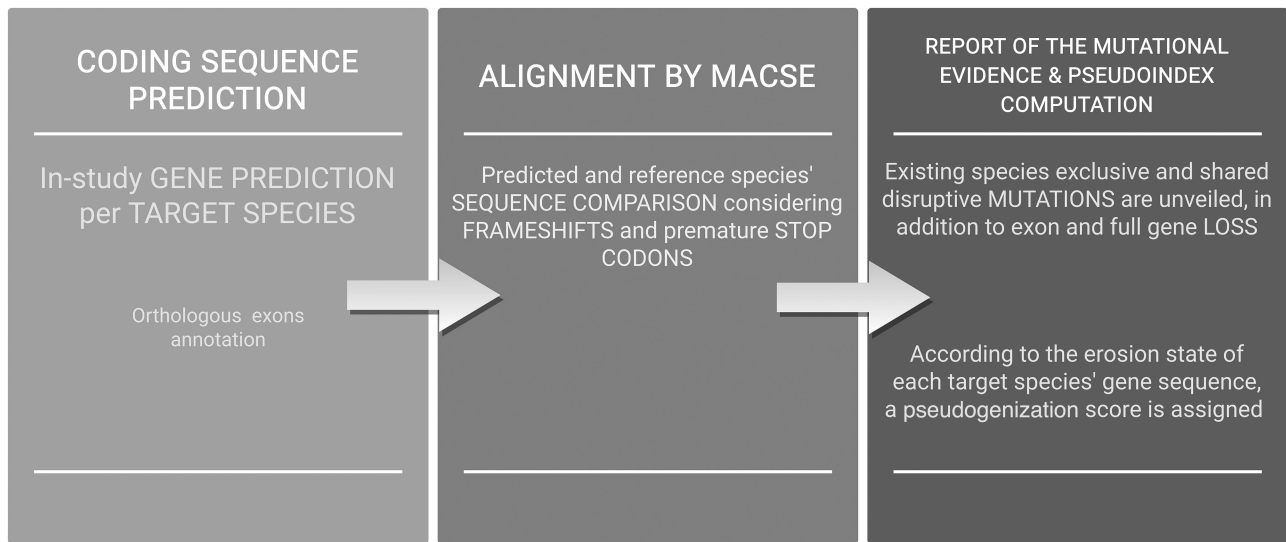 CODING SEQUENCE
PREDICTION
In-study GENE PREDICTION
per TARGET SPECIES
Orthologous exons
annotation
ALIGNMENT BY MACSE
Predicted and reference species'
SEQUENCE COMPARISON considering
FRAMESHIFTS and premature STOP
CODONS
REPORT OF THE MUTATIONAL
EVIDENCE & PSEUDOINDEX
COMPUTATION
Existing species exclusive and shared
disruptive MUTATIONS are unveiled, in
addition to exon and full gene LOSS
According to the erosion state of
each target species' gene sequence,
a pseudogenization score is assigned